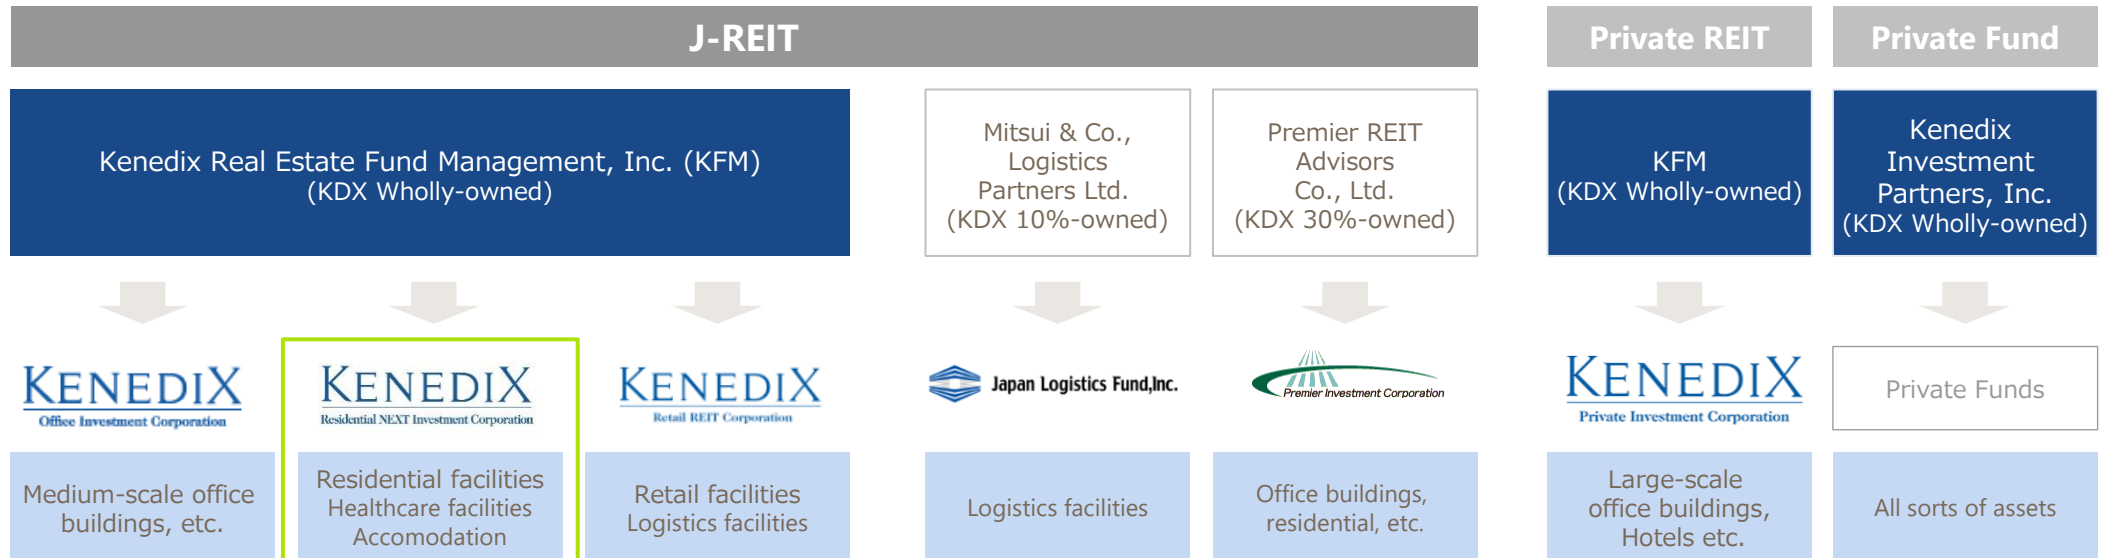 J-REIT
Private REIT
Private Fund
Kenedix Real Estate Fund Management, Inc. (KFM)
(KDX Wholly-owned)
Mitsui & Co.,
Logistics
Partners Ltd.
(KDX 10%-owned)
Premier REIT
Advisors
Co., Ltd.
(KDX 30%-owned)
KFM
(KDX Wholly-owned)
Kenedix
Investment
Partners, Inc.
(KDX Wholly-owned)
KENEDIX
Office Investment Corporation
KENEDIX
Residential NEXT Investment Corporation
KENEDIX
Retail REIT Corporation
Japan Logistics Fund,Inc.
Premier Investment Corporation
KENEDIX
Private Investment Corporation
Private Funds
Medium-scale office
buildings, etc.
Residential facilities
Healthcare facilities
Accomodation
Retail facilities
Logistics facilities
Logistics facilities
Office buildings,
residential, etc.
Large-scale
office buildings,
Hotels etc.
All sorts of assets